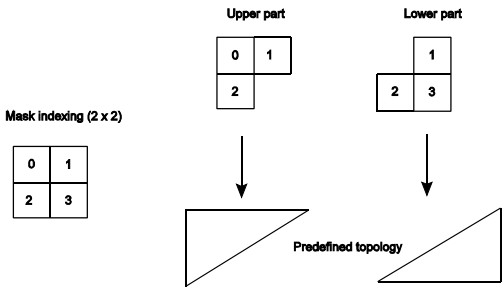 Upper part
Lower part
0 1
2
1
2 3
Mask indexing (2 x 2)
0 1
2 3
Predefined topology